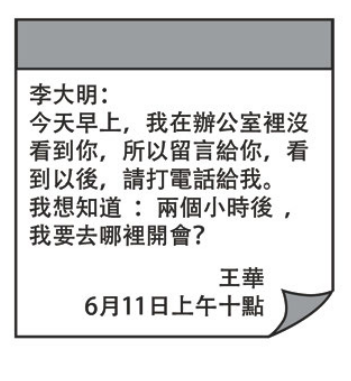 李大明：
今天早上，我在辦公室裡沒
看到你，所以留言給你，看
到以後，請打電話給我。
我想知道：兩個小時後，
我要去哪裡開會？
王華
6月11日上午十點